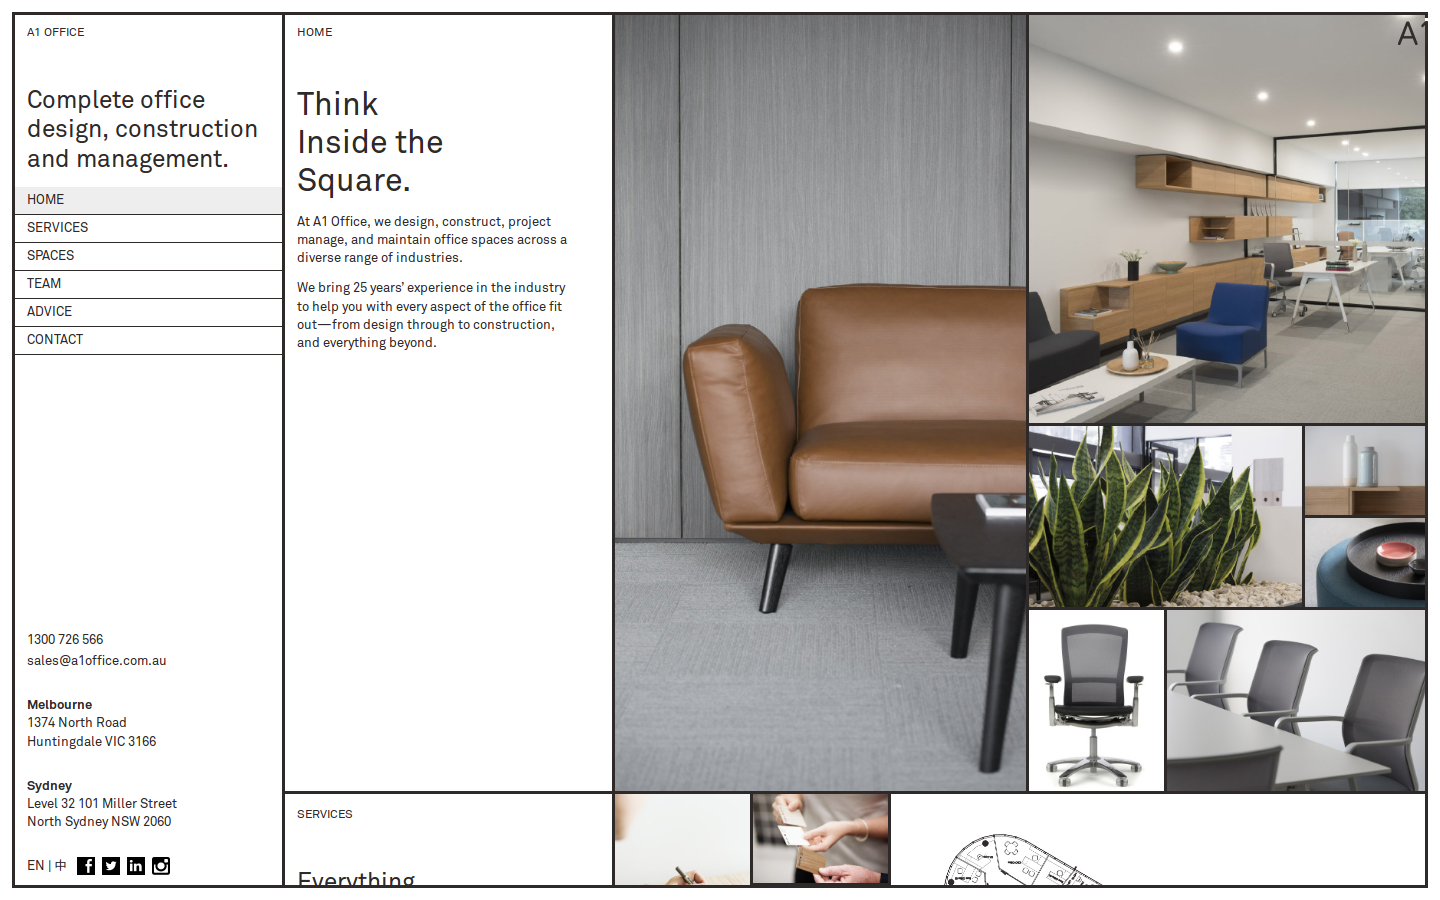 A1 OFFICE
Complete office
design, construction
and management.
HOME
SERVICES
SPACES
TEAM
ADVICE
CONTACT
1300 726 566
sales@a1office.com.au
Melbourne
1374 North Road
Huntingdale VIC 3166
Sydney
Level 32 101 Miller Street
North Sydney NSW 2060
EN | 中
HOME
Think
Inside the
Square.
At A1 Office, we design, construct, project
manage, and maintain office spaces across a
diverse range of industries.
We bring 25 years' experience in the industry
to help you with every aspect of the office fit
out—from design through to construction,
and everything beyond.
SERVICES
Everything
A1